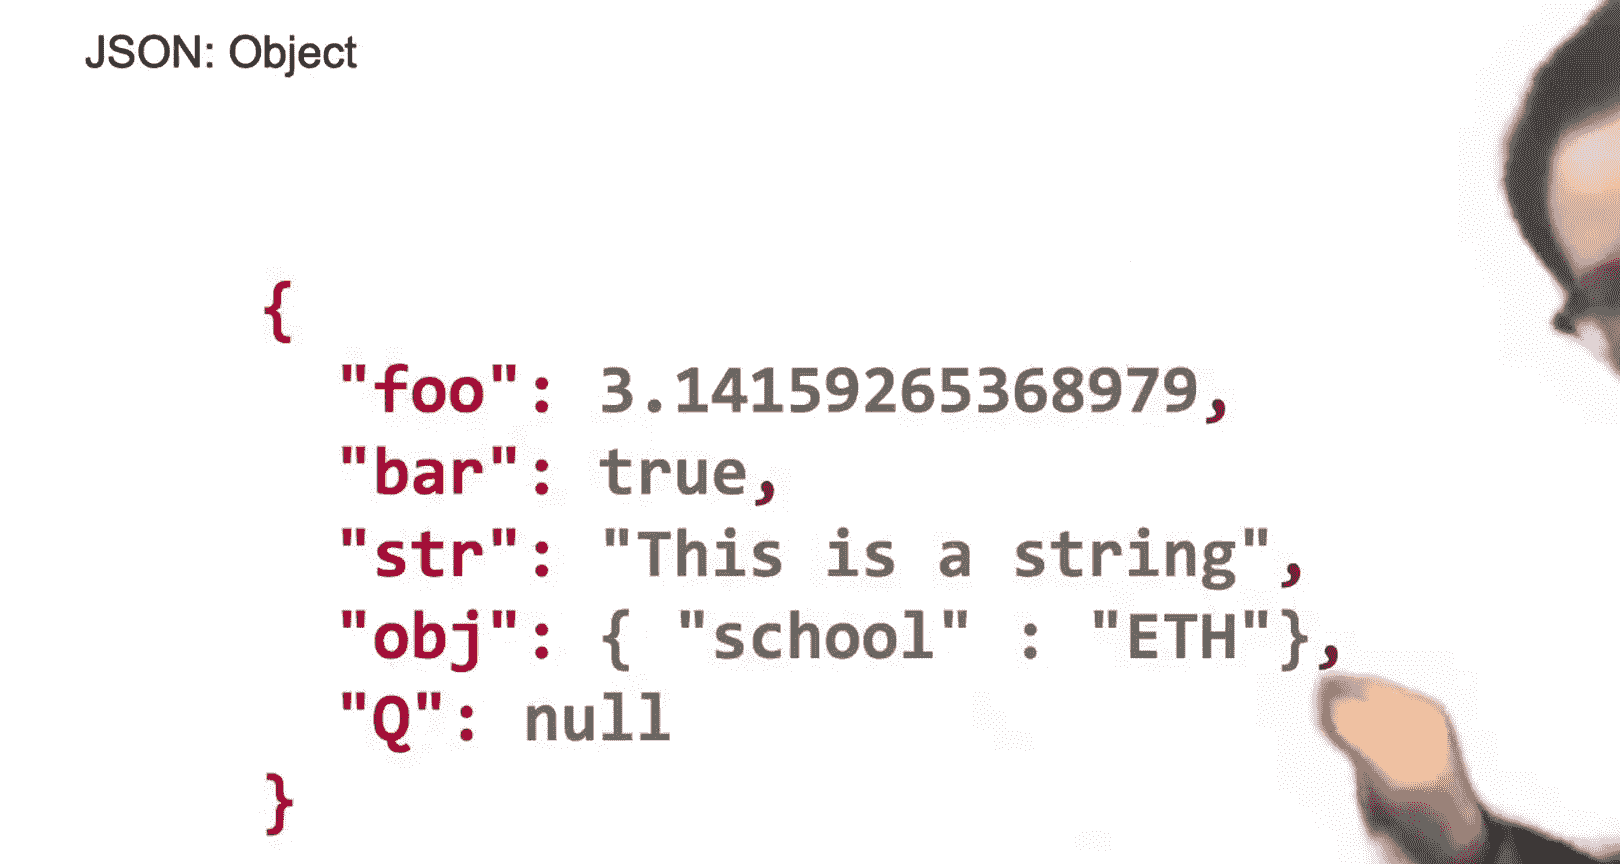 JSON: Object
{
"foo": 3.14159265368979,
"bar": true,
"str": "This is a string",
"obj": { "school" : "ETH"},
"Q": null
}